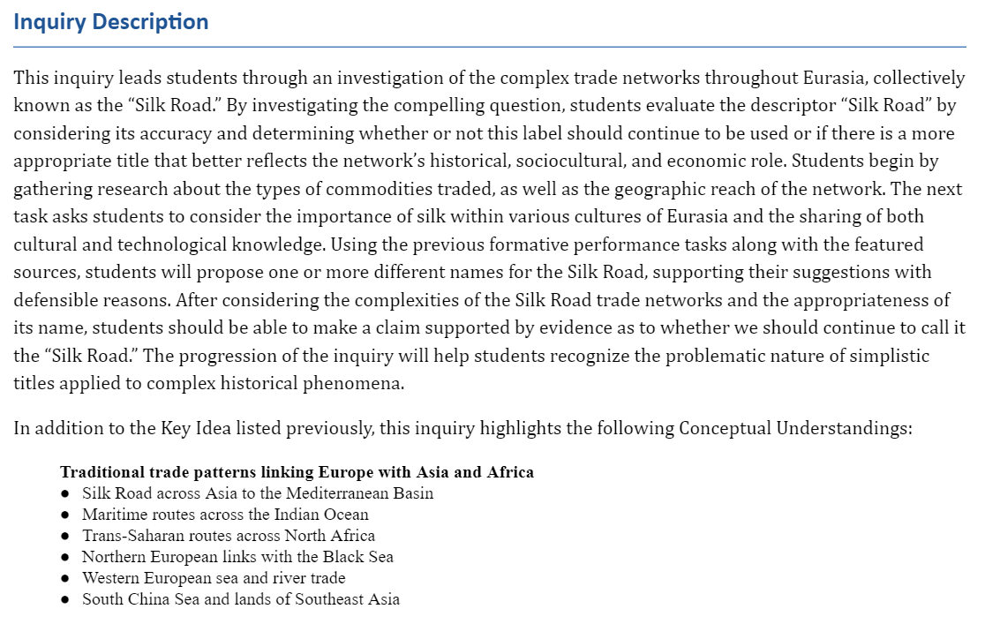 Inquiry Description
This inquiry leads students through an investigation of the complex trade networks throughout Eurasia, collectively
known as the “Silk Road.” By investigating the compelling question, students evaluate the descriptor “Silk Road” by
considering its accuracy and determining whether or not this label should continue to be used or if there is a more
appropriate title that better reflects the network’s historical, sociocultural, and economic role. Students begin by
gathering research about the types of commodities traded, as well as the geographic reach of the network. The next
task asks students to consider the importance of silk within various cultures of Eurasia and the sharing of both
cultural and technological knowledge. Using the previous formative performance tasks along with the featured
sources, students will propose one or more different names for the Silk Road, supporting their suggestions with
defensible reasons. After considering the complexities of the Silk Road trade networks and the appropriateness of
its name, students should be able to make a claim supported by evidence as to whether we should continue to call it
the “Silk Road.” The progression of the inquiry will help students recognize the problematic nature of simplistic
titles applied to complex historical phenomena.
In addition to the Key Idea listed previously, this inquiry highlights the following Conceptual Understandings:
Traditional trade patterns linking Europe with Asia and Africa
● Silk Road across Asia to the Mediterranean Basin
● Maritime routes across the Indian Ocean
● Trans-Saharan routes across North Africa
● Northern European links with the Black Sea
● Western European sea and river trade
● South China Sea and lands of Southeast Asia